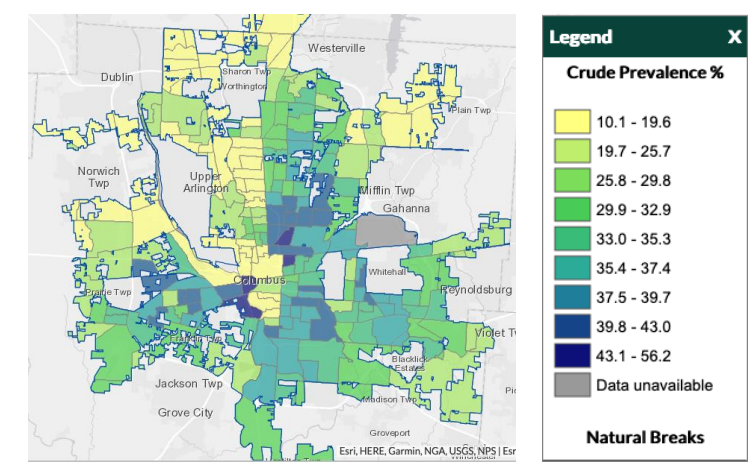 Westerville
Dublin
Sharon Twp
Worthington
Plain Twp
Norwich
Twp
Upper
Arlington
Mifflin Twp
Gahanna
Columbus
Whitehall
Prairie Twp
Reynoldsburg
Violet T
Franklin Twp
Blacklick
Estates
Jackson Twp
Madison Twp
Grove City
Groveport
Esri, HERE, Garmin, NGA, USGS, NPS | Esr
Legend X
Crude Prevalence %
10.1 - 19.6
19.7 - 25.7
25.8 - 29.8
29.9 - 32.9
33.0 - 35.3
35.4 - 37.4
37.5 - 39.7
39.8 - 43.0
43.1 - 56.2
Data unavailable
Natural Breaks